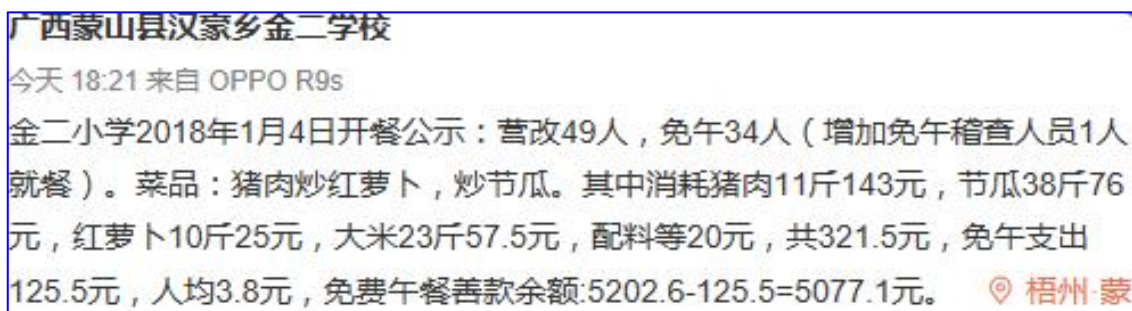 广西蒙山县汉豪乡金二学校
今天 18:21 来自 OPPO R9s
金二小学2018年1月4日开餐公示：营改49人，免午34人（增加免午稽查人员1人
就餐）。菜品：猪肉炒红萝卜，炒节瓜。其中消耗猪肉11斤143元，节瓜38斤76
元，红萝卜10斤25元，大米23斤57.5元，配料等20元，共321.5元，免午支出
125.5元，人均3.8元，免费午餐善款余额:5202.6-125.5=5077.1元。 梧州·蒙